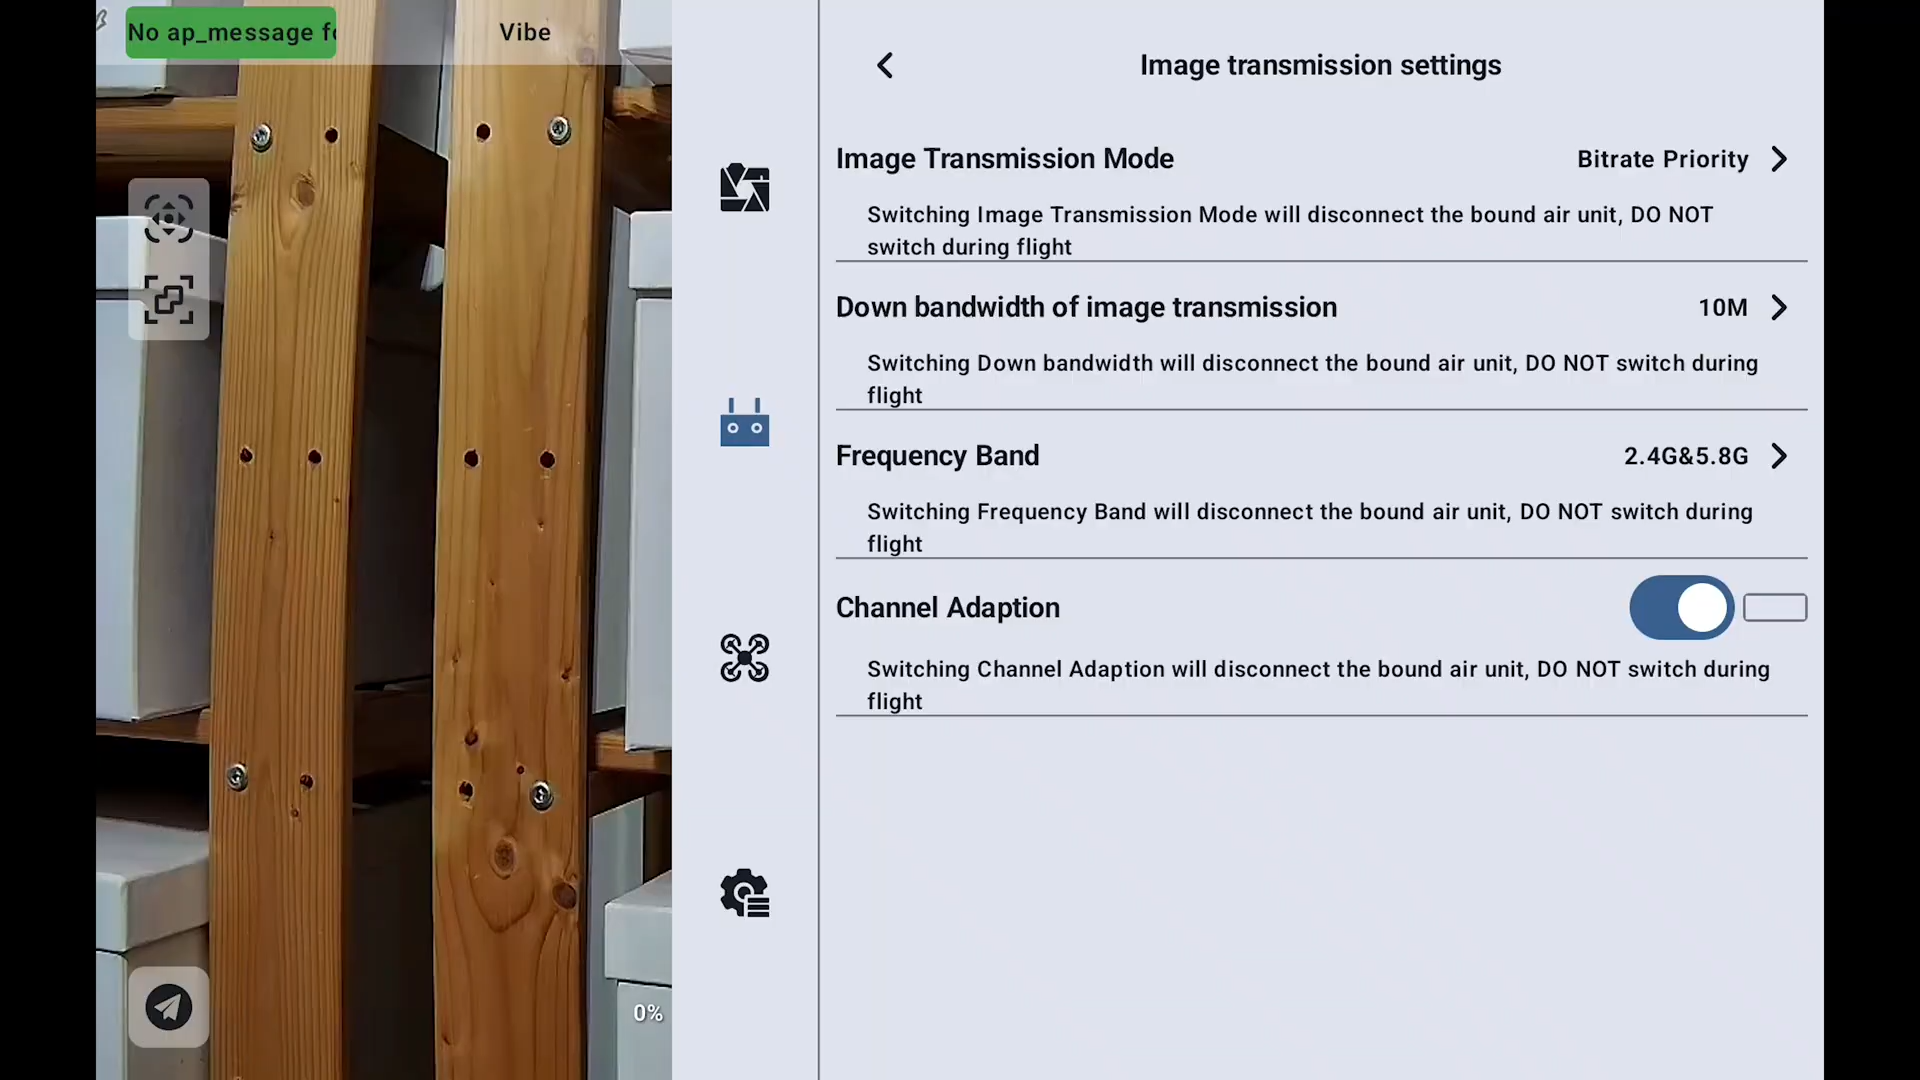 No ap_message fo
Vibe
Image transmission settings
Image Transmission Mode
Bitrate Priority
Switching Image Transmission Mode will disconnect the bound air unit, DO NOT
switch during flight
Down bandwidth of image transmission
10M
Switching Down bandwidth will disconnect the bound air unit, DO NOT switch during
flight
Frequency Band
2.4G&5.8G
Switching Frequency Band will disconnect the bound air unit, DO NOT switch during
flight
Channel Adaption
Switching Channel Adaption will disconnect the bound air unit, DO NOT switch during
flight
0%